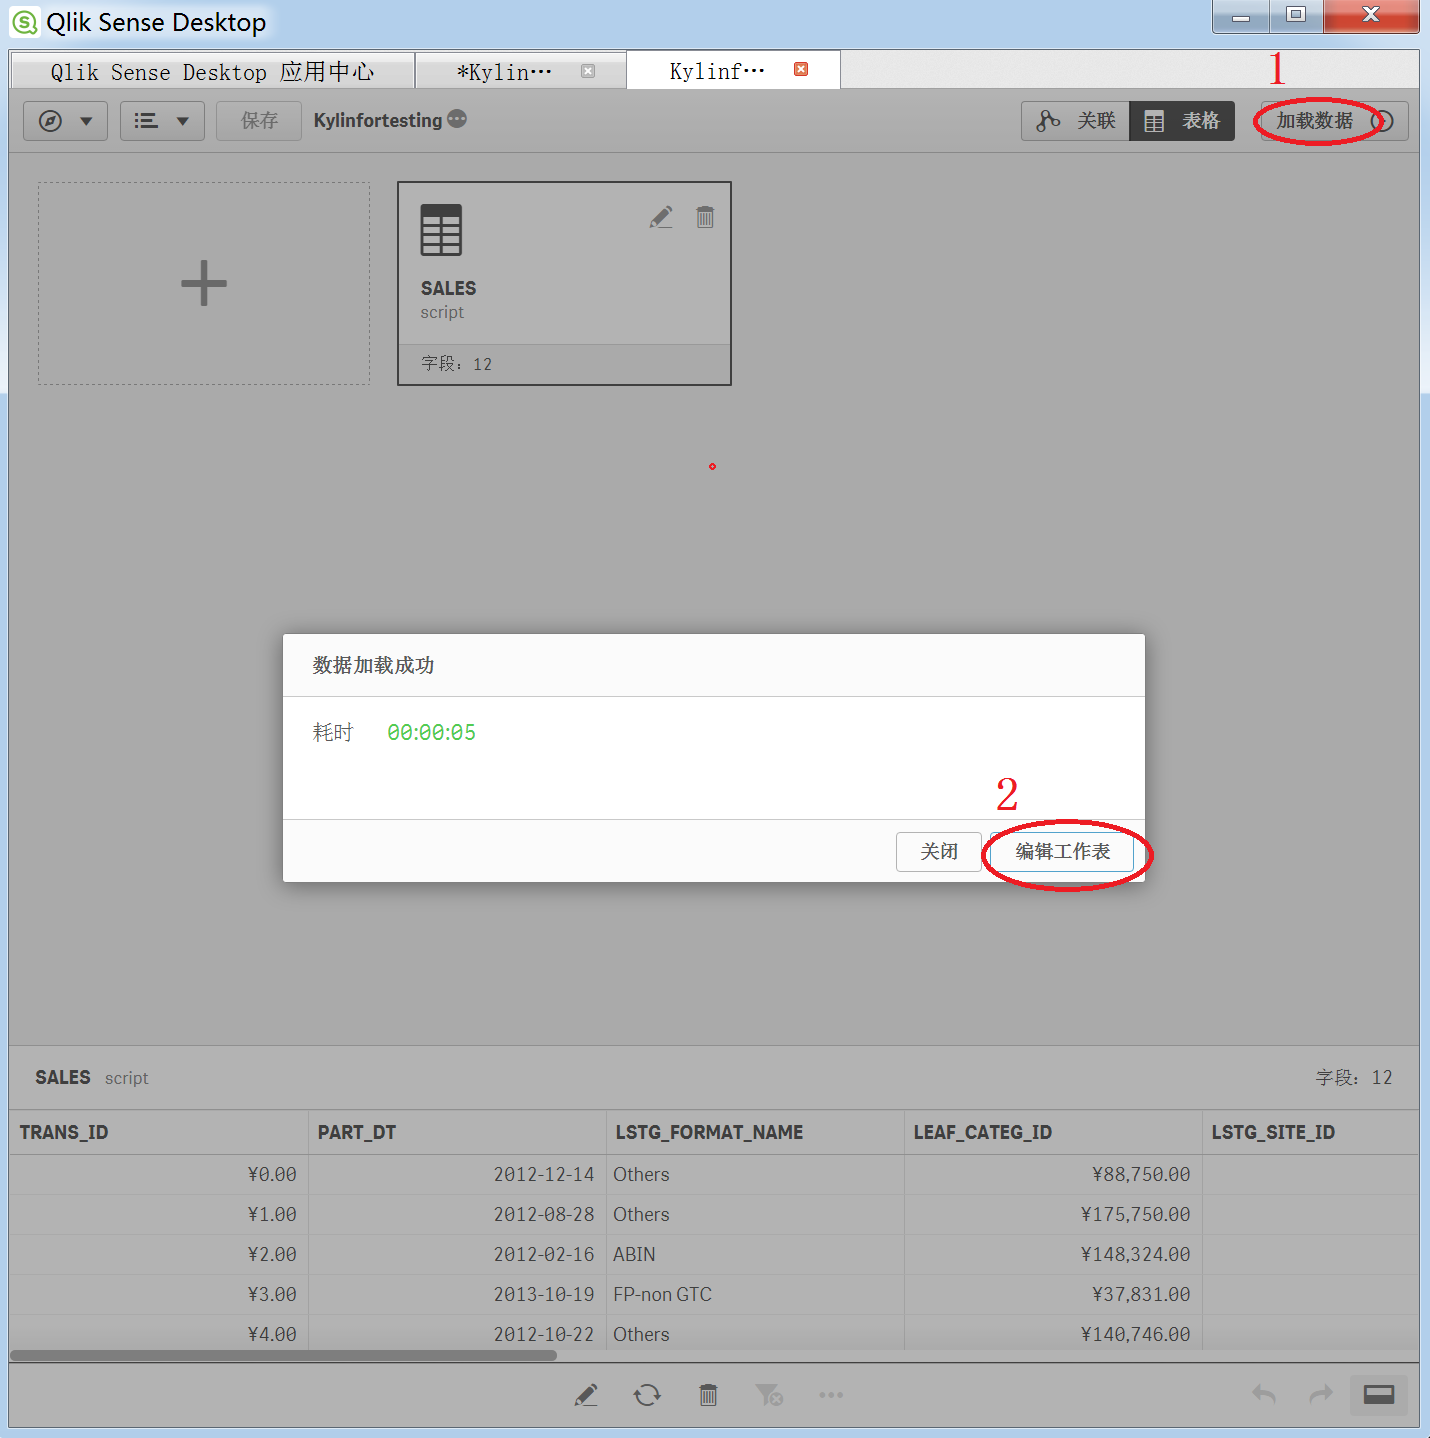 Qlik Sense Desktop
Qlik Sense Desktop 应用中心
*Kylin…
Kylinf…
1
保存
Kylinfortesting
关联
表格
加载数据
SALES
script
字段：12
数据加载成功
耗时 00:00:05
2
关闭
编辑工作表
SALES script
字段：12
TRANS_ID PART_DT LSTG_FORMAT_NAME LEAF_CATEG_ID LSTG_SITE_ID
¥0.00 2012-12-14 Others ¥88,750.00
¥1.00 2012-08-28 Others ¥175,750.00
¥2.00 2012-02-16 ABIN ¥148,324.00
¥3.00 2013-10-19 FP-non GTC ¥37,831.00
¥4.00 2012-10-22 Others ¥140,746.00